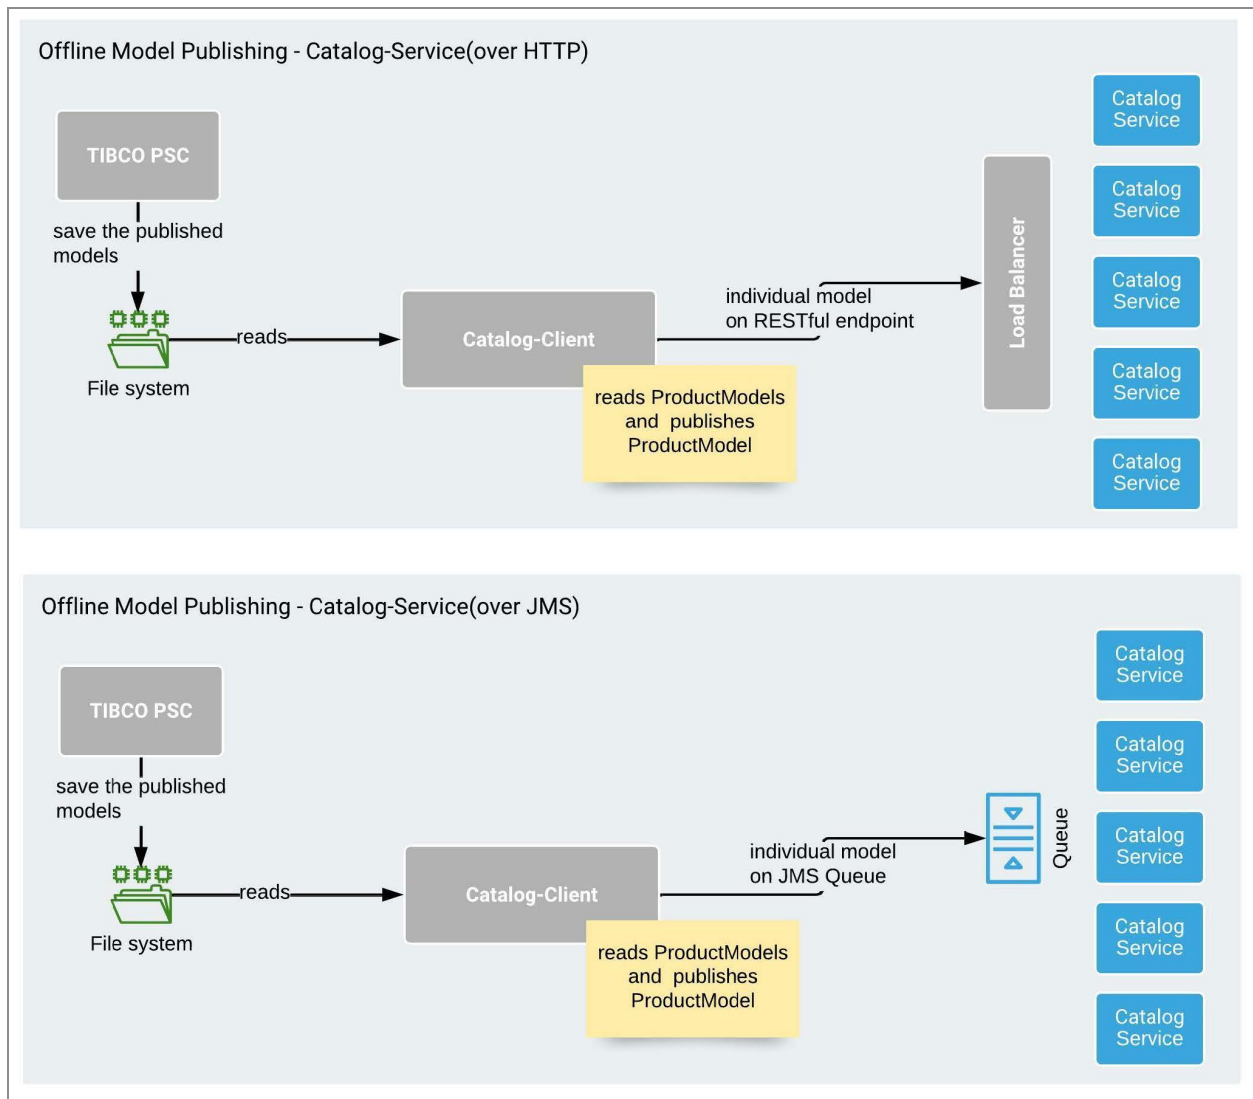 Offline Model Publishing - Catalog-Service(over HTTP)
TIBCO PSC
save the published
models
File system
reads
Catalog-Client
reads ProductModels
and publishes
ProductModel
individual model
on RESTful endpoint
Load Balancer
Catalog
Service
Catalog
Service
Catalog
Service
Catalog
Service
Catalog
Service
Offline Model Publishing - Catalog-Service(over JMS)
TIBCO PSC
save the published
models
File system
reads
Catalog-Client
reads ProductModels
and publishes
ProductModel
individual model
on JMS Queue
Queue
Catalog
Service
Catalog
Service
Catalog
Service
Catalog
Service
Catalog
Service